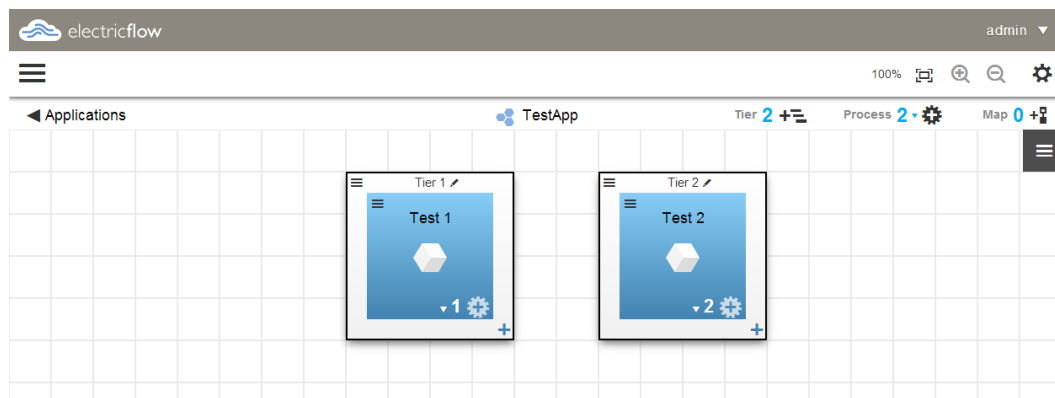 electricflow
admin
100%
Applications
TestApp
Tier 2
Process 2
Map 0
Tier 1
Tier 2
Test 1
Test 2
1
2